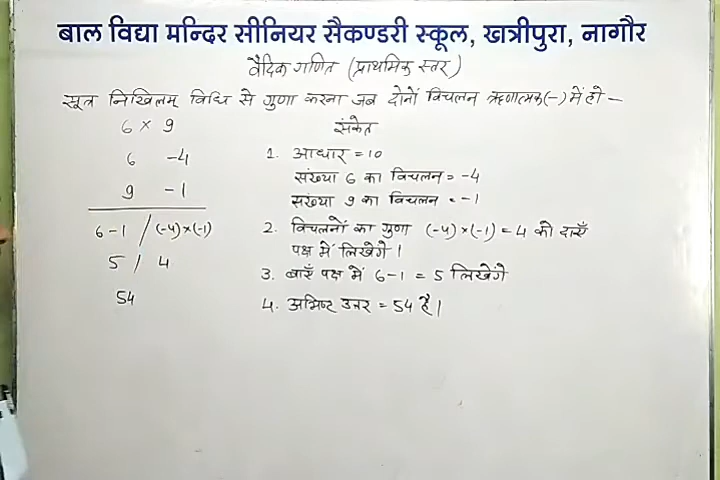 बाल विद्या मन्दिर सीनियर सैकण्डरी स्कूल, खत्रीपुरा, नागौर
वैदिक गणित (प्राथमिक स्तर)
सूत्र निखिलम् विधि से गुणा करना जब दोनों विचलन ऋणात्मक(-) में हो -
6 × 9
6 -4
9 -1
6-1 / (-4)×(-1)
5 / 4
54
संकेत
1. आधार = 10
संख्या 6 का विचलन = -4
संख्या 9 का विचलन = -1
2. विचलनों का गुणा (-4)×(-1) = 4 को दाएँ
पक्ष में लिखेगे।
3. बाएँ पक्ष में 6-1 = 5 लिखेंगे
4. अभिष्ट उत्तर = 54 है।